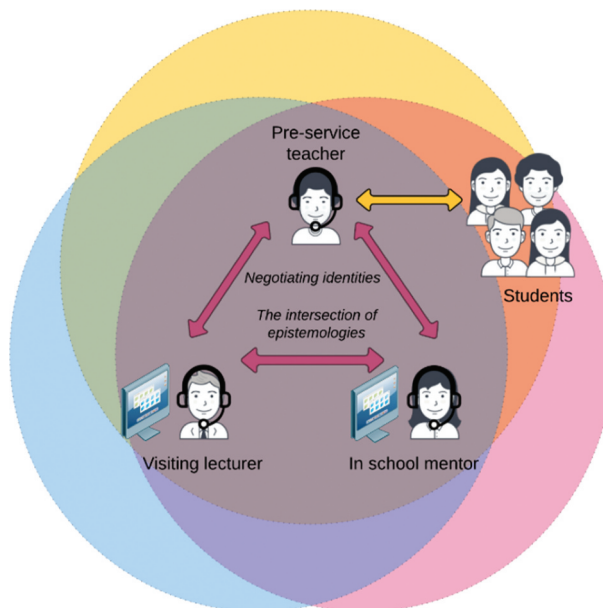 Pre-service
teacher
Negotiating identities
The intersection of
epistemologies
Students
Visiting lecturer
In school mentor